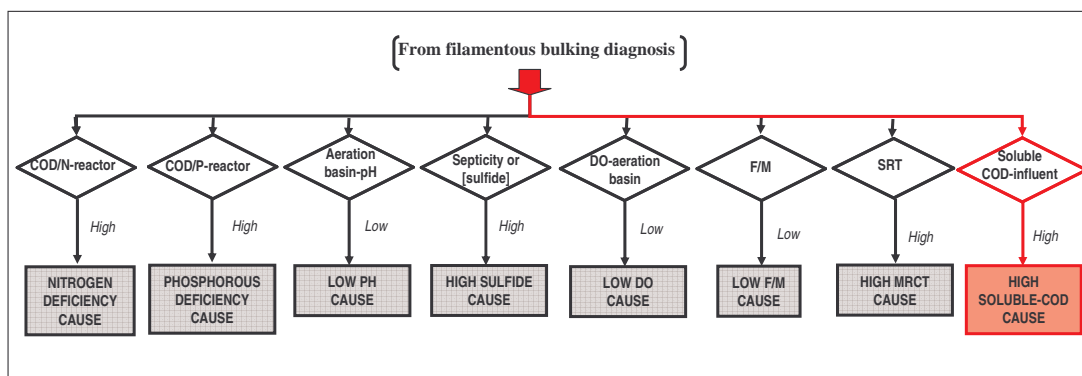 From filamentous bulking diagnosis
COD/N-reactor
COD/P-reactor
Aeration
basin-pH
Septicity or
[sulfide]
DO-aeration
basin
F/M
SRT
Soluble
COD-influent
High
High
Low
High
Low
Low
High
High
NITROGEN
DEFICIENCY
CAUSE
PHOSPHOROUS
DEFICIENCY
CAUSE
LOW PH
CAUSE
HIGH SULFIDE
CAUSE
LOW DO
CAUSE
LOW F/M
CAUSE
HIGH MRCT
CAUSE
HIGH
SOLUBLE-COD
CAUSE